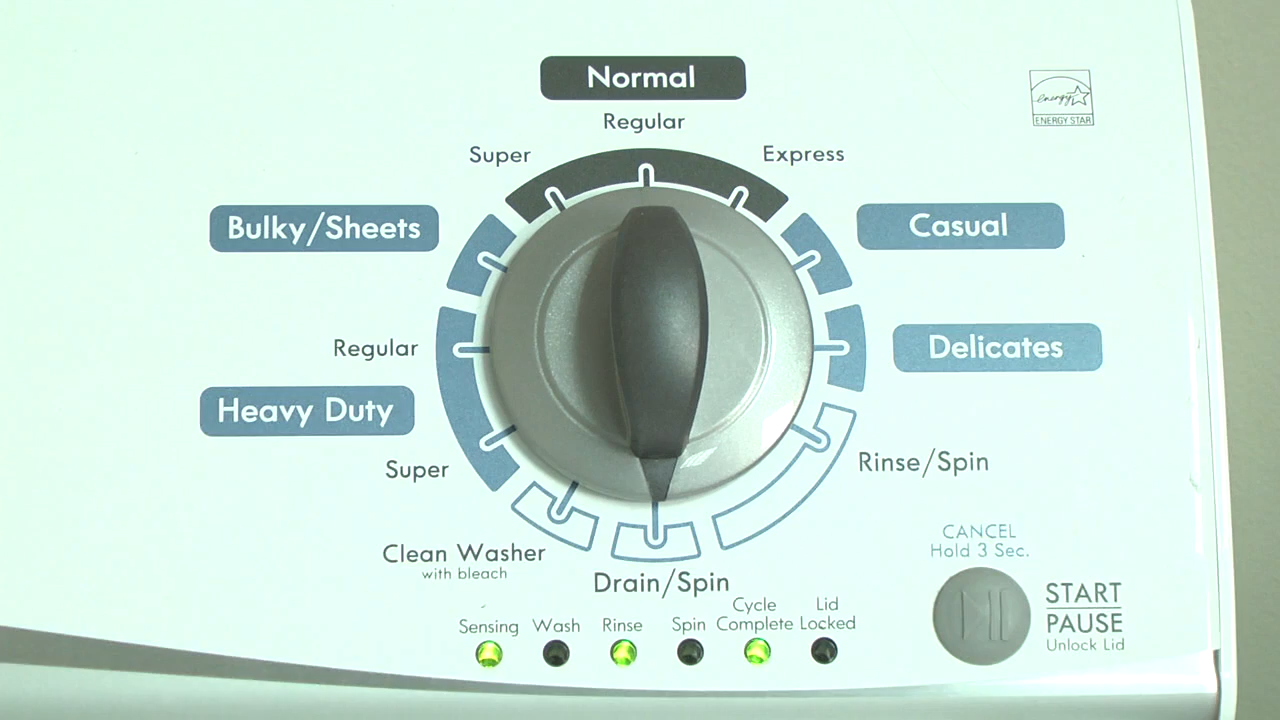 Normal
Regular
Super
Express
energy
ENERGY STAR
Bulky/Sheets
Casual
Regular
Delicates
Heavy Duty
Super
Rinse/Spin
Clean Washer
with bleach
Drain/Spin
CANCEL
Hold 3 Sec.
START
PAUSE
Unlock Lid
Sensing
Wash
Rinse
Spin
Cycle
Complete
Lid
Locked